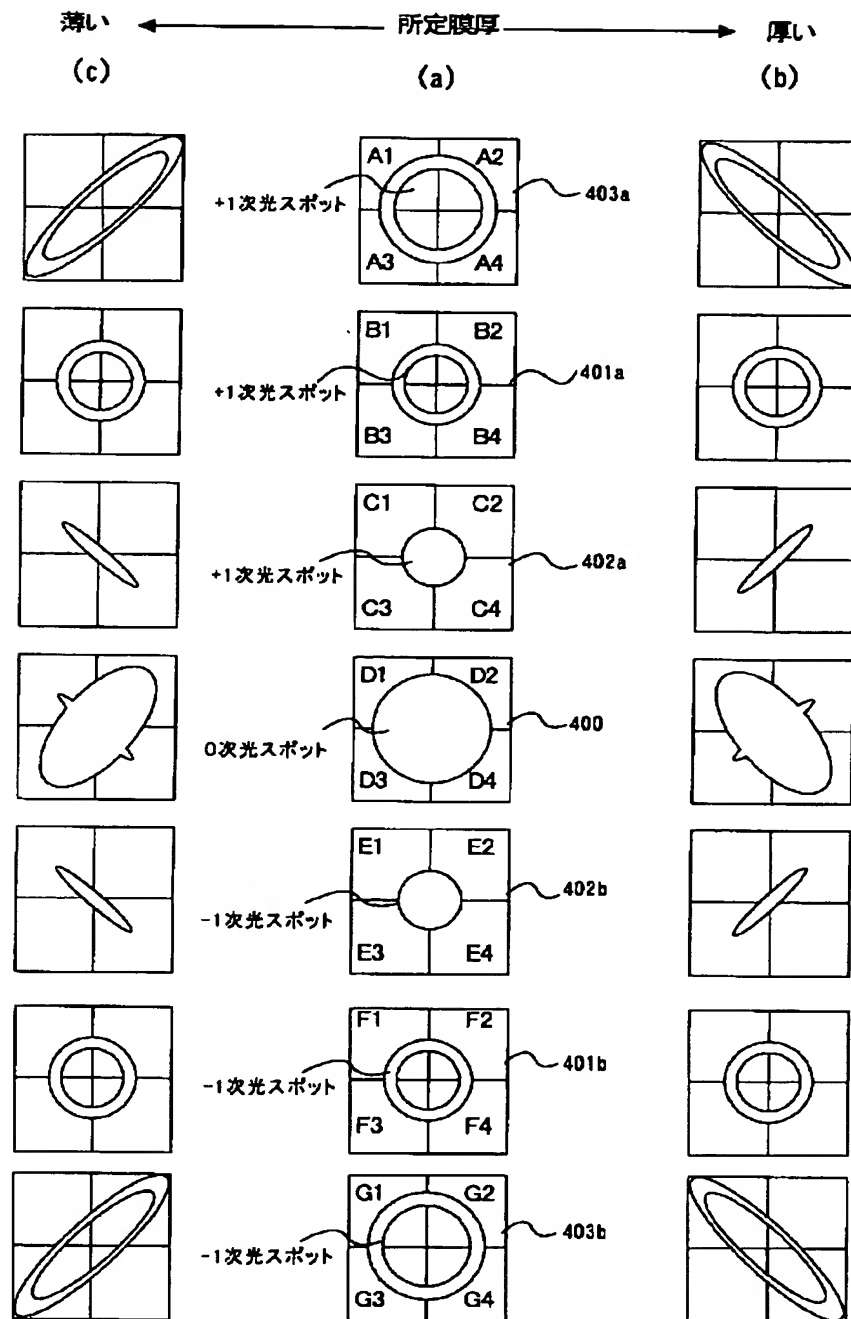 薄い 所定膜厚 厚い
(c) (a) (b)
A1 A2
+1次光スポット 403a
A3 A4
B1 B2
+1次光スポット 401a
B3 B4
C1 C2
+1次光スポット 402a
C3 C4
D1 D2
0次光スポット 400
D3 D4
E1 E2
-1次光スポット 402b
E3 E4
F1 F2
-1次光スポット 401b
F3 F4
G1 G2
-1次光スポット 403b
G3 G4